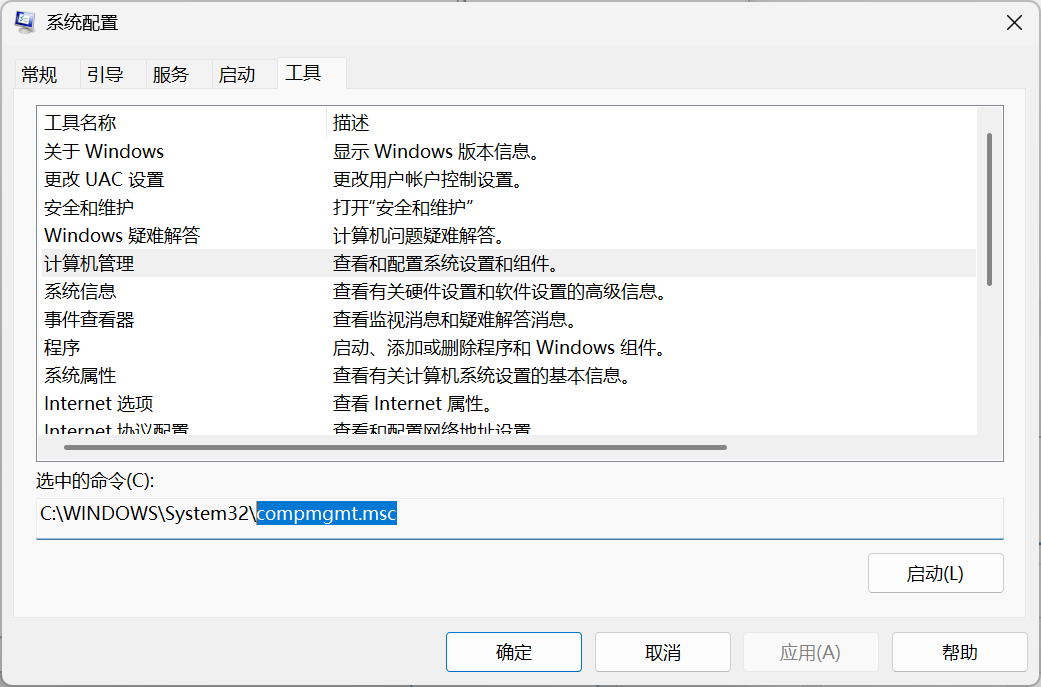 系统配置
常规 引导 服务 启动 工具
工具名称 描述
关于 Windows 显示 Windows 版本信息。
更改 UAC 设置 更改用户帐户控制设置。
安全和维护 打开“安全和维护”
Windows 疑难解答 计算机问题疑难解答。
计算机管理 查看和配置系统设置和组件。
系统信息 查看有关硬件设置和软件设置的高级信息。
事件查看器 查看监视消息和疑难解答消息。
程序 启动、添加或删除程序和 Windows 组件。
系统属性 查看有关计算机系统设置的基本信息。
Internet 选项 查看 Internet 属性。
Internet 协议配置 查看和配置网络地址设置
选中的命令(C):
C:\WINDOWS\System32\compmgmt.msc
启动(L)
确定 取消 应用(A) 帮助